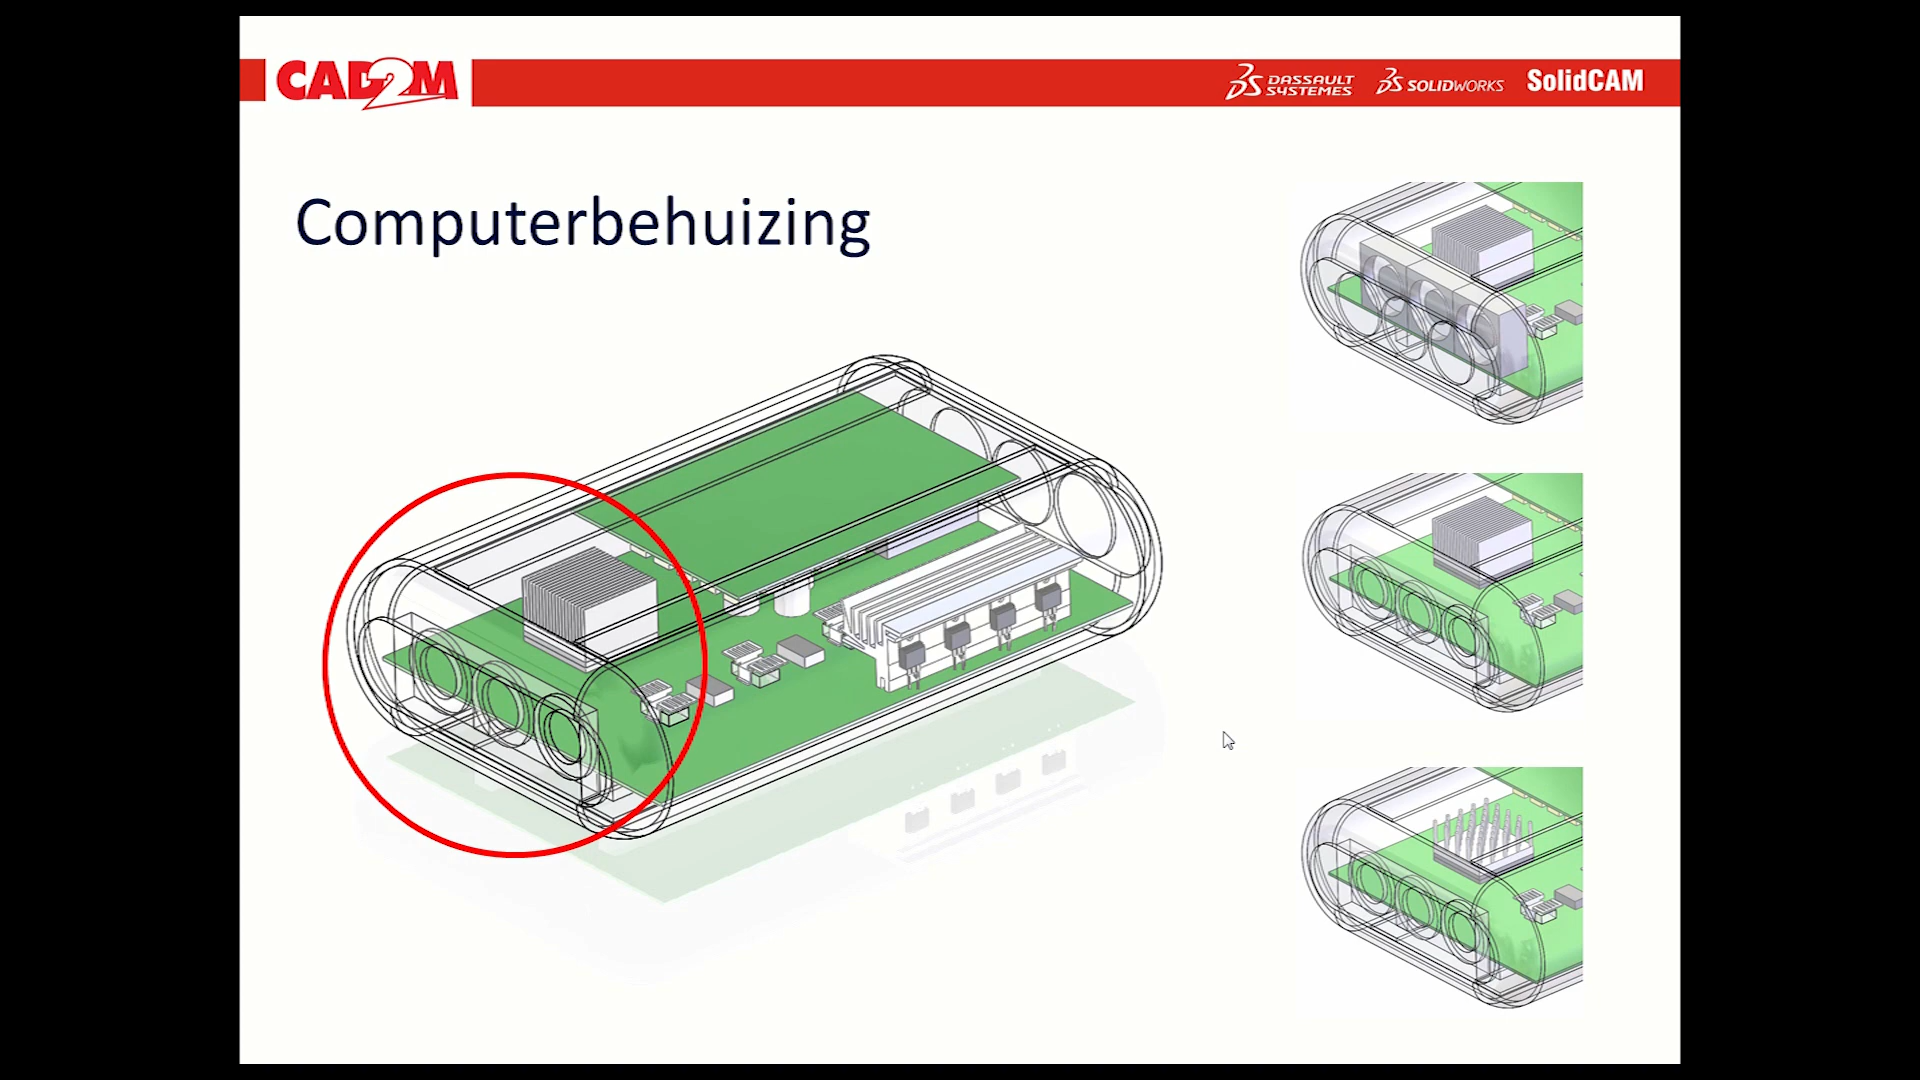 CAD2M
DASSAULT
SYSTEMES
SOLIDWORKS
SolidCAM
Computerbehuizing